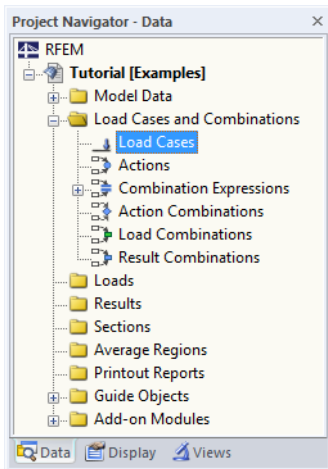 Project Navigator - Data
RFEM
Tutorial [Examples]
Model Data
Load Cases and Combinations
Load Cases
Actions
Combination Expressions
Action Combinations
Load Combinations
Result Combinations
Loads
Results
Sections
Average Regions
Printout Reports
Guide Objects
Add-on Modules
Data Display Views